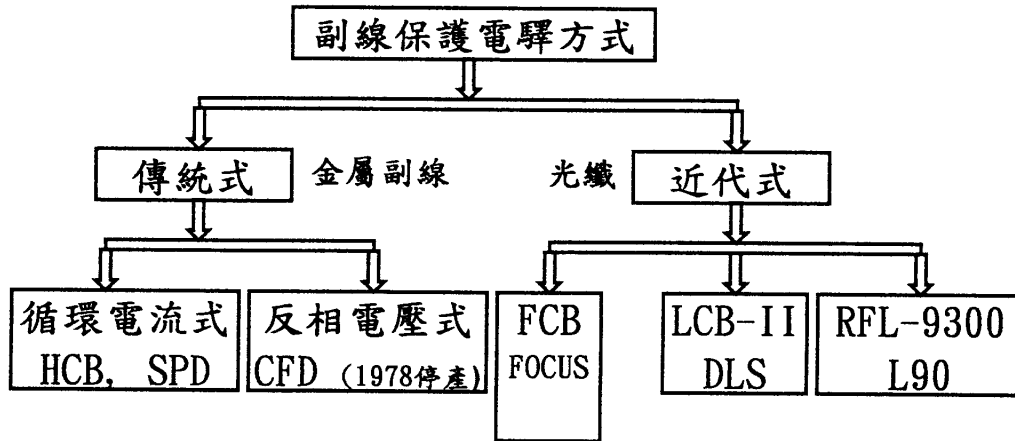 副線保護電驛方式
傳統式
金屬副線
光纖
近代式
循環電流式
HCB, SPD
反相電壓式
CFD (1978停產)
FCB
FOCUS
LCB-II
DLS
RFL-9300
L90